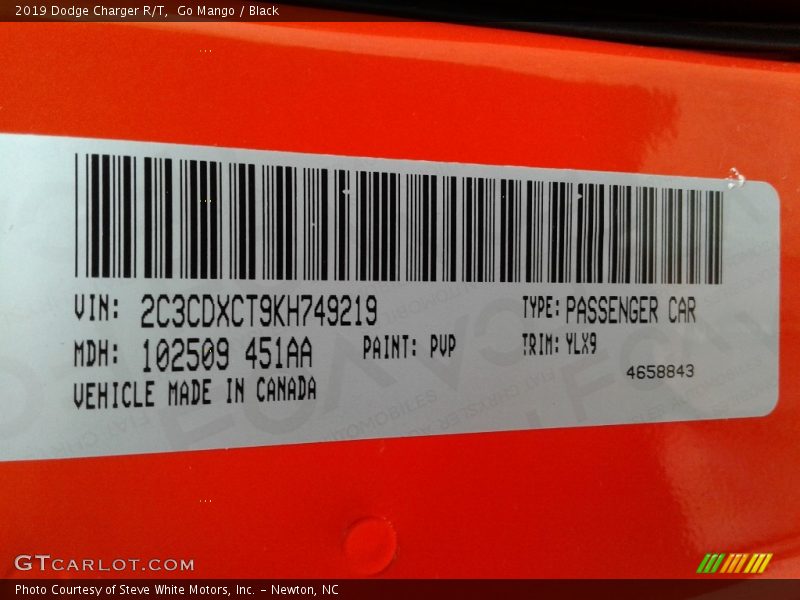 2019 Dodge Charger R/T, Go Mango / Black
VIN: 2C3CDXCT9KH749219 TYPE: PASSENGER CAR
MDH: 102509 451AA PAINT: PVP TRIM: YLX9
4658843
VEHICLE MADE IN CANADA
GTCARLOT.COM
Photo Courtesy of Steve White Motors, Inc. – Newton, NC